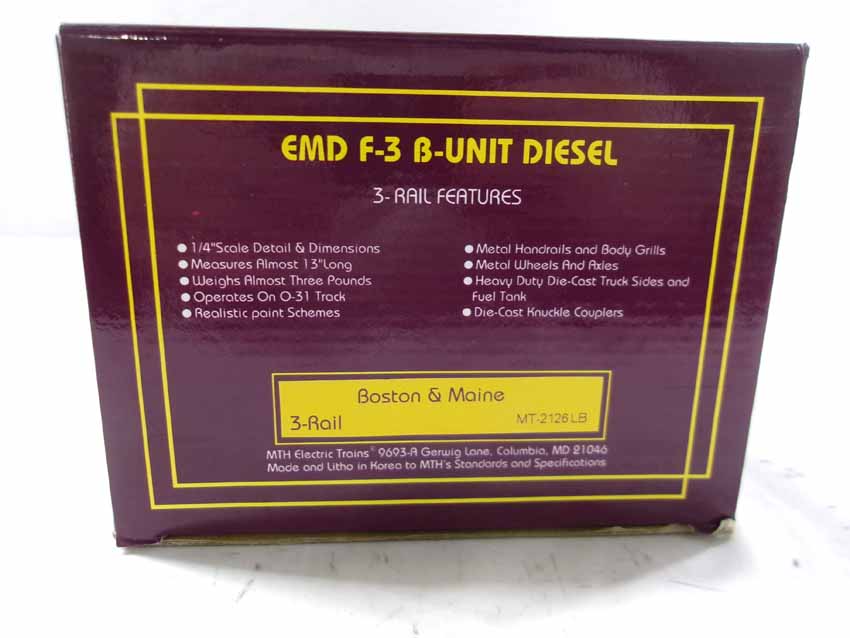 EMD F-3 B-UNIT DIESEL
3-RAIL FEATURES
● 1/4"Scale Detail & Dimensions
● Measures Almost 13"Long
● Weighs Almost Three Pounds
● Operates On O-31 Track
● Realistic paint Schemes
● Metal Handrails and Body Grills
● Metal Wheels And Axles
● Heavy Duty Die-Cast Truck Sides and
Fuel Tank
● Die-Cast Knuckle Couplers
Boston & Maine
3-Rail MT-2126LB
MTH Electric Trains® 9693-A Gerwig Lane, Columbia, MD 21046
Made and Litho in Korea to MTH's Standards and Specifications